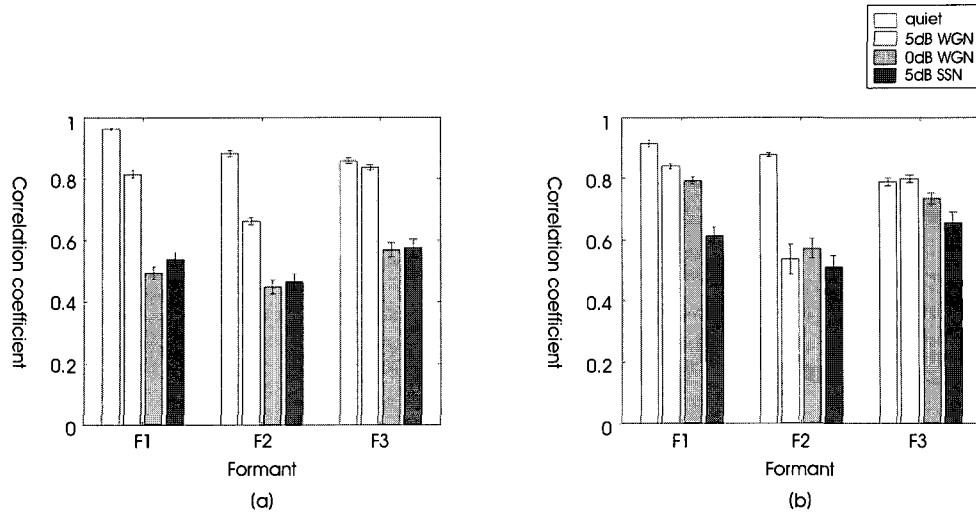 quiet
5dB WGN
0dB WGN
5dB SSN
Correlation coefficient
1
0.8
0.6
0.4
0.2
0
F1 F2 F3
Formant
(a)
Correlation coefficient
1
0.8
0.6
0.4
0.2
0
F1 F2 F3
Formant
(b)